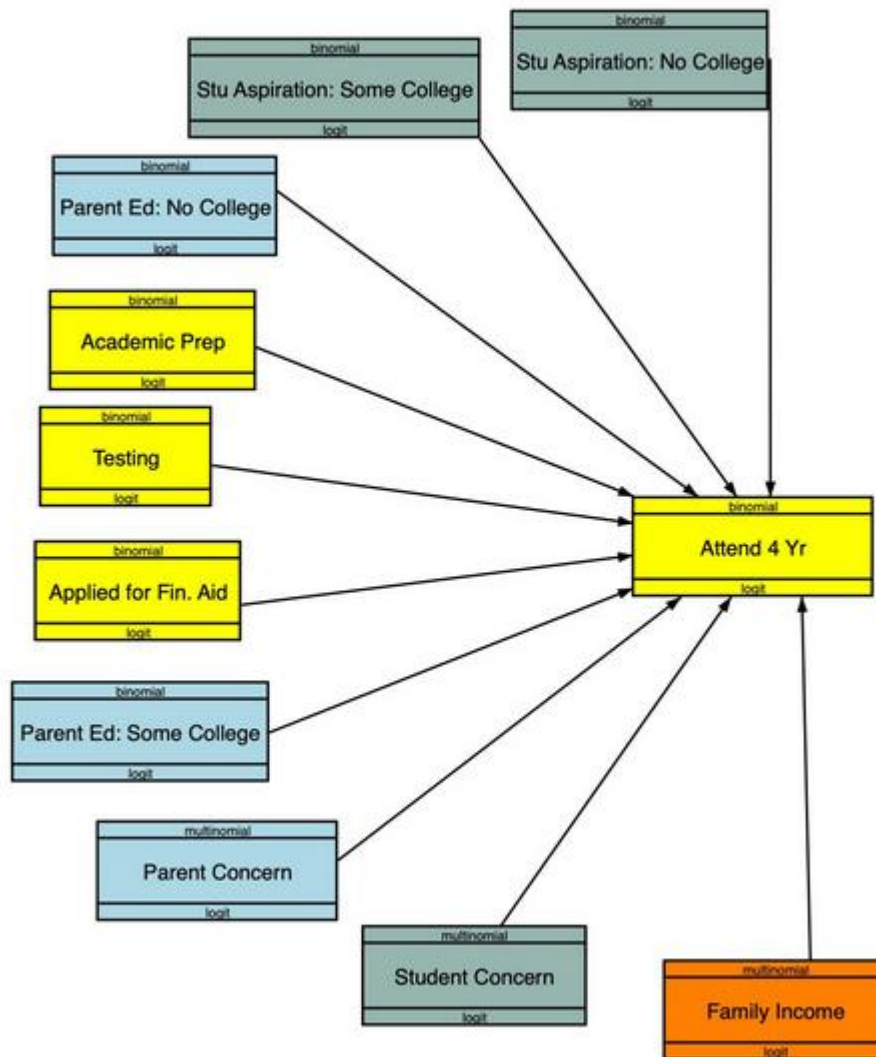 binomial
Stu Aspiration: No College
logit
binomial
Stu Aspiration: Some College
logit
binomial
Parent Ed: No College
logit
binomial
Academic Prep
logit
binomial
Testing
logit
binomial
Attend 4 Yr
logit
binomial
Applied for Fin. Aid
logit
binomial
Parent Ed: Some College
logit
multinomial
Parent Concern
logit
multinomial
Student Concern
logit
multinomial
Family Income
logit